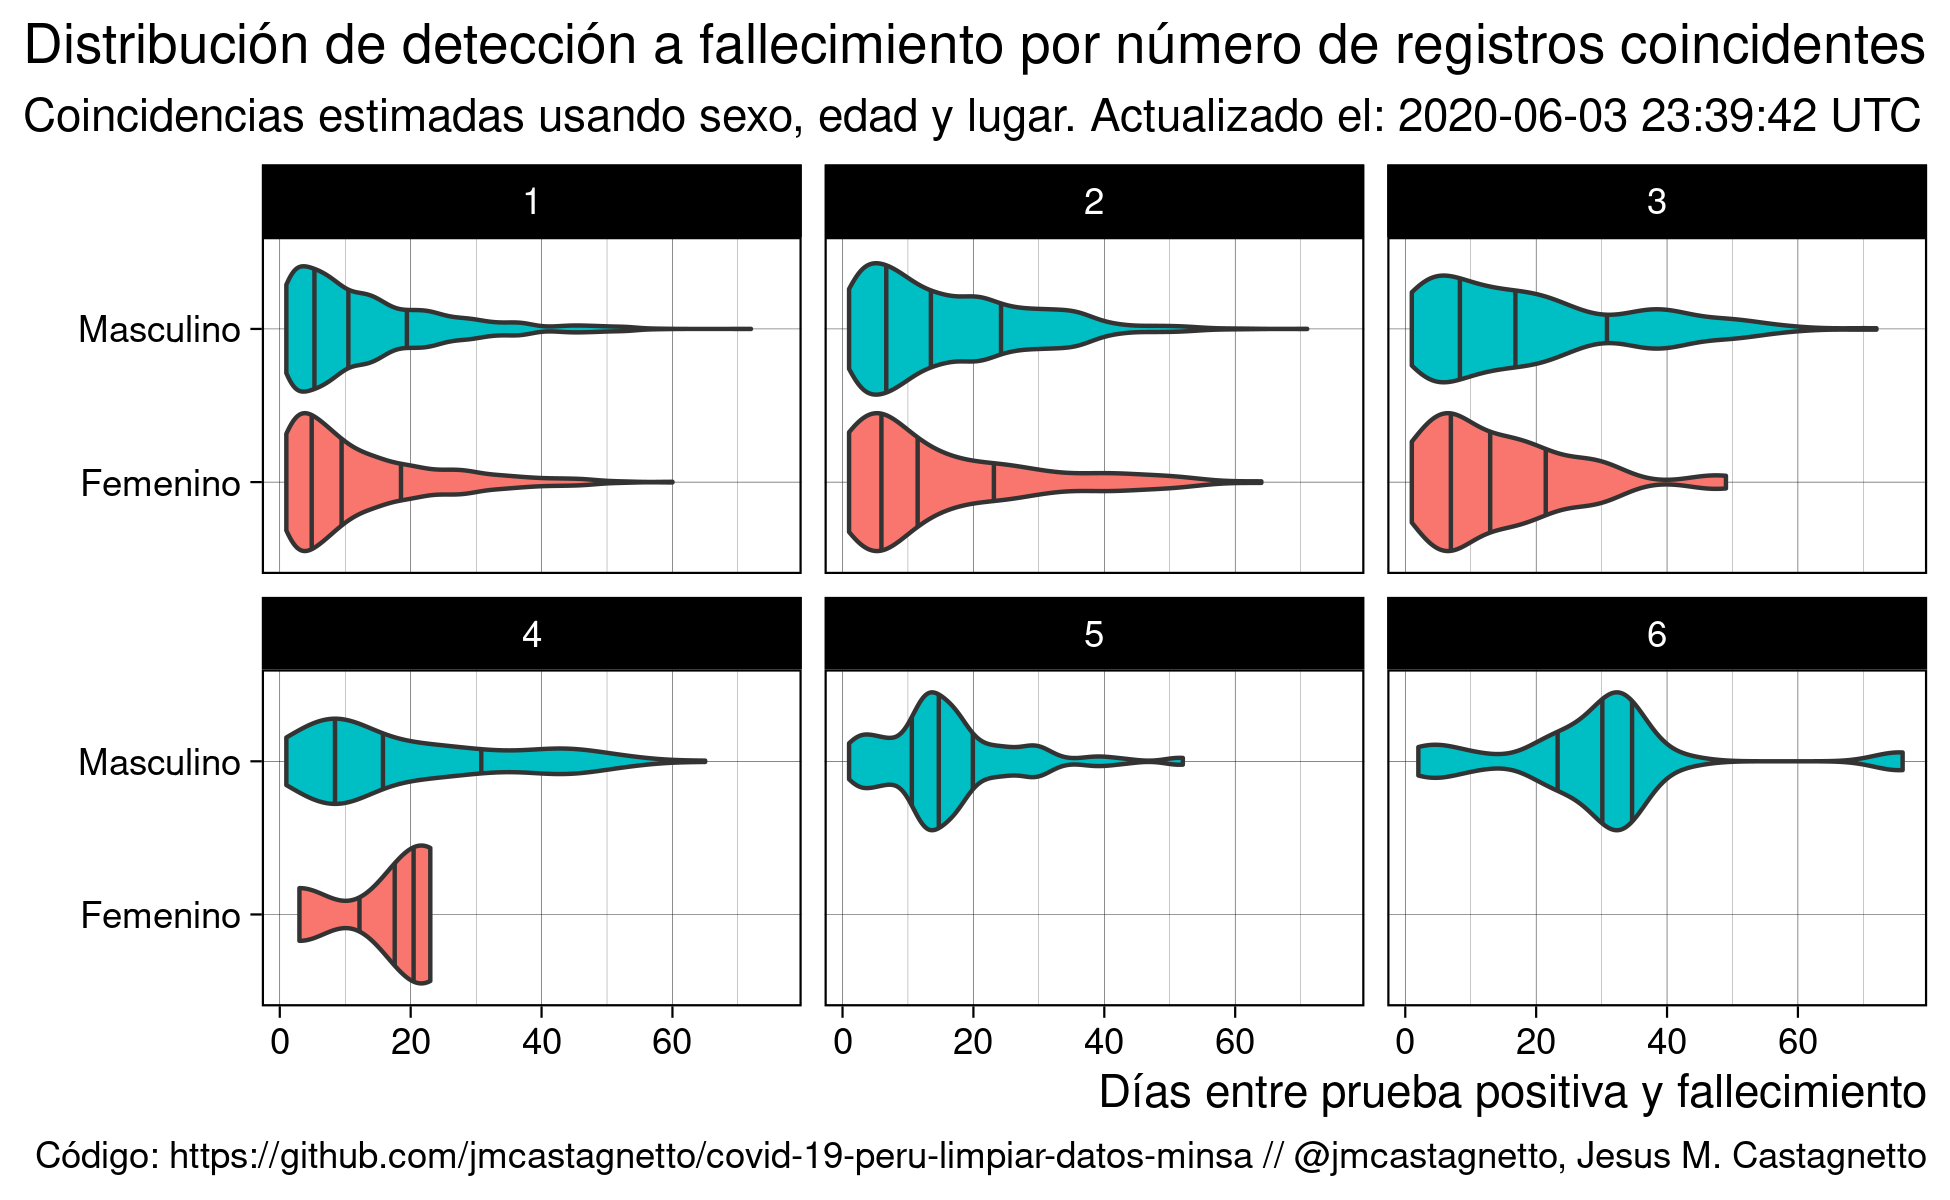 Distribución de detección a fallecimiento por número de registros coincidentes
Coincidencias estimadas usando sexo, edad y lugar. Actualizado el: 2020-06-03 23:39:42 UTC
1
2
3
Masculino
Femenino
4
5
6
Masculino
Femenino
0 20 40 60
0 20 40 60
0 20 40 60
Días entre prueba positiva y fallecimiento
Código: https://github.com/jmcastagnetto/covid-19-peru-limpiar-datos-minsa // @jmcastagnetto, Jesus M. Castagnetto